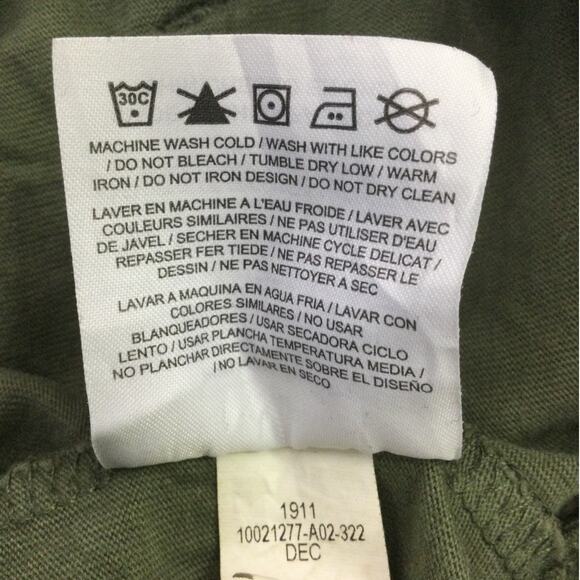 30C
MACHINE WASH COLD / WASH WITH LIKE COLORS
/ DO NOT BLEACH / TUMBLE DRY LOW / WARM
IRON / DO NOT IRON DESIGN / DO NOT DRY CLEAN
LAVER EN MACHINE A L'EAU FROIDE / LAVER AVEC
COULEURS SIMILAIRES / NE PAS UTILISER D'EAU
DE JAVEL / SECHER EN MACHINE CYCLE DELICAT /
REPASSER FER TIEDE / NE PAS REPASSER LE
DESSIN / NE PAS NETTOYER A SEC
LAVAR A MAQUINA EN AGUA FRIA / LAVAR CON
COLORES SIMILARES / NO USAR
BLANQUEADORES / USAR SECADORA CICLO
LENTO / USAR PLANCHA TEMPERATURA MEDIA /
NO PLANCHAR DIRECTAMENTE SOBRE EL DISEÑO
/ NO LAVAR EN SECO
1911
10021277-A02-322
DEC